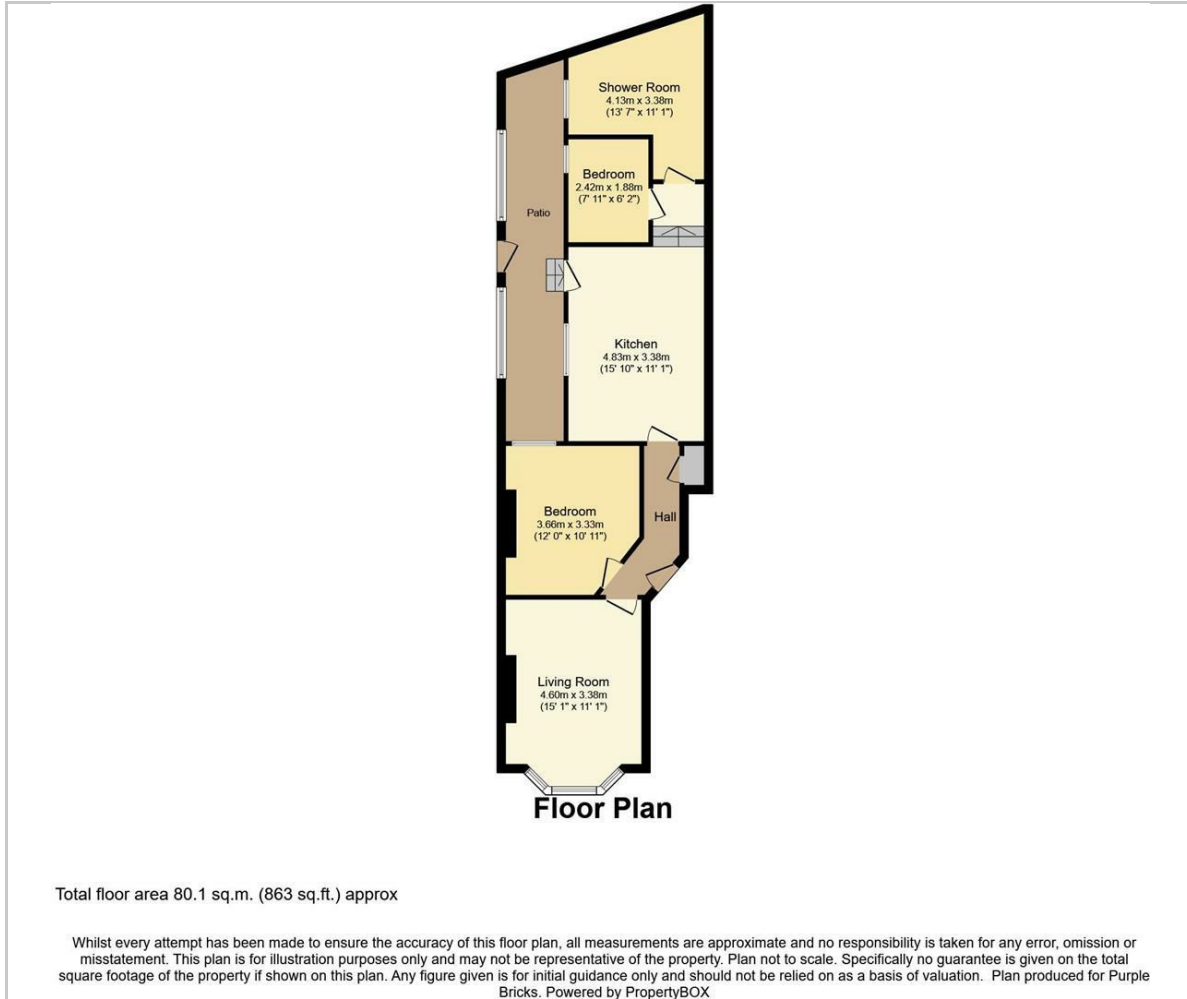 Shower Room
4.13m x 3.38m
(13' 7" x 11' 1")
Bedroom
2.42m x 1.88m
(7' 11" x 6' 2")
Patio
Kitchen
4.83m x 3.38m
(15' 10" x 11' 1")
Bedroom
3.66m x 3.33m
(12' 0" x 10' 11")
Hall
Living Room
4.60m x 3.38m
(15' 1" x 11' 1")
Floor Plan
Total floor area 80.1 sq.m. (863 sq.ft.) approx
Whilst every attempt has been made to ensure the accuracy of this floor plan, all measurements are approximate and no responsibility is taken for any error, omission or
misstatement. This plan is for illustration purposes only and may not be representative of the property. Plan not to scale. Specifically no guarantee is given on the total
square footage of the property if shown on this plan. Any figure given is for initial guidance only and should not be relied on as a basis of valuation. Plan produced for Purple
Bricks. Powered by PropertyBOX